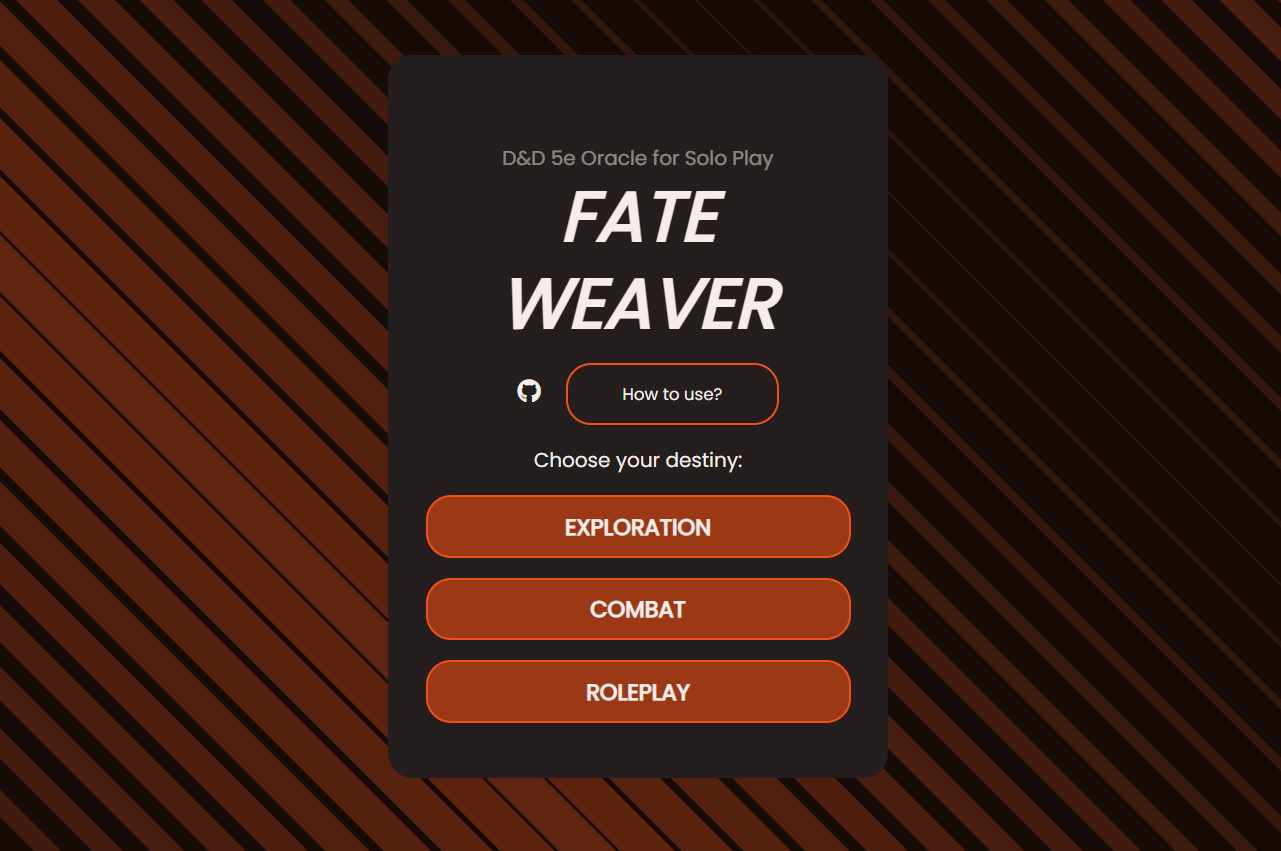 D&D 5e Oracle for Solo Play
FATE
WEAVER
How to use?
Choose your destiny:
EXPLORATION
COMBAT
ROLEPLAY